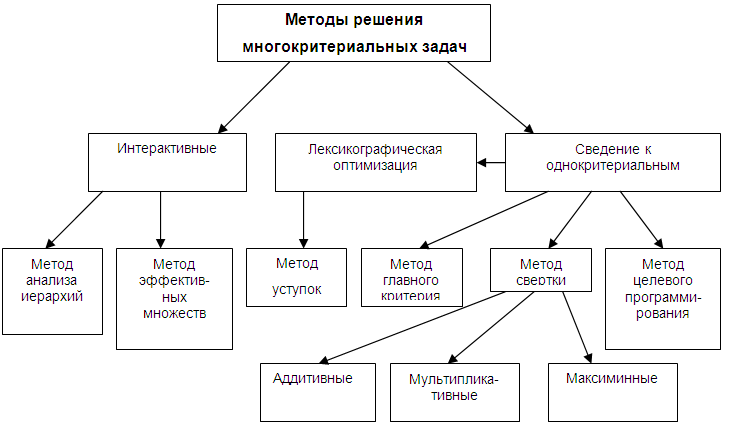 Методы решения
многокритериальных задач
Интерактивные
Лексикографическая
оптимизация
Сведение к
однокритериальным
Метод
анализа
иерархий
Метод
эффектив-
ных
множеств
Метод
уступок
Метод
главного
критерия
Метод
свертки
Метод
целевого
программи-
рования
Аддитивные
Мультиплика-
тивные
Максиминные